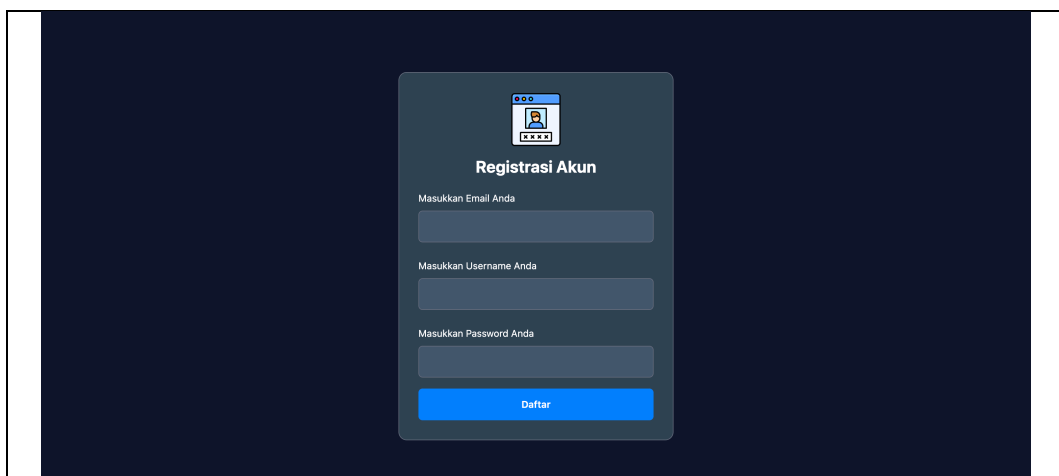 Registrasi Akun
Masukkan Email Anda
Masukkan Username Anda
Masukkan Password Anda
Daftar